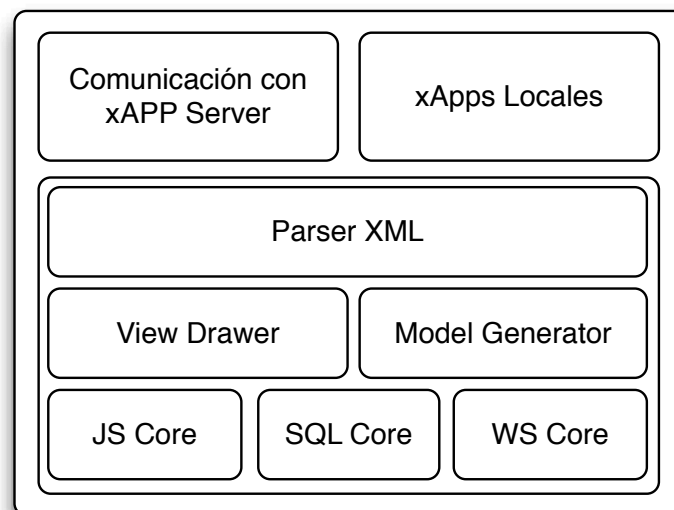 Comunicación con
xAPP Server
xApps Locales
Parser XML
View Drawer
Model Generator
JS Core
SQL Core
WS Core